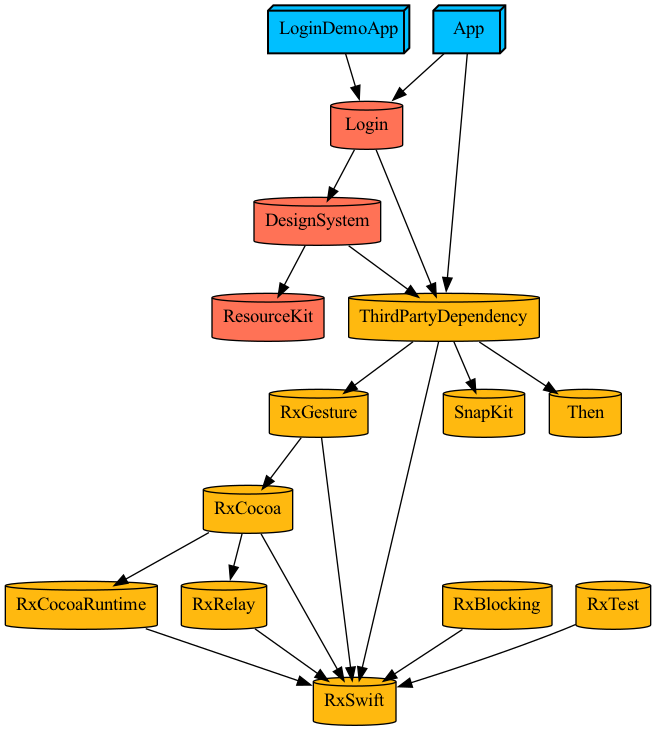 LoginDemoApp
App
Login
DesignSystem
ResourceKit
ThirdPartyDependency
RxGesture
SnapKit
Then
RxCocoa
RxCocoaRuntime
RxRelay
RxBlocking
RxTest
RxSwift